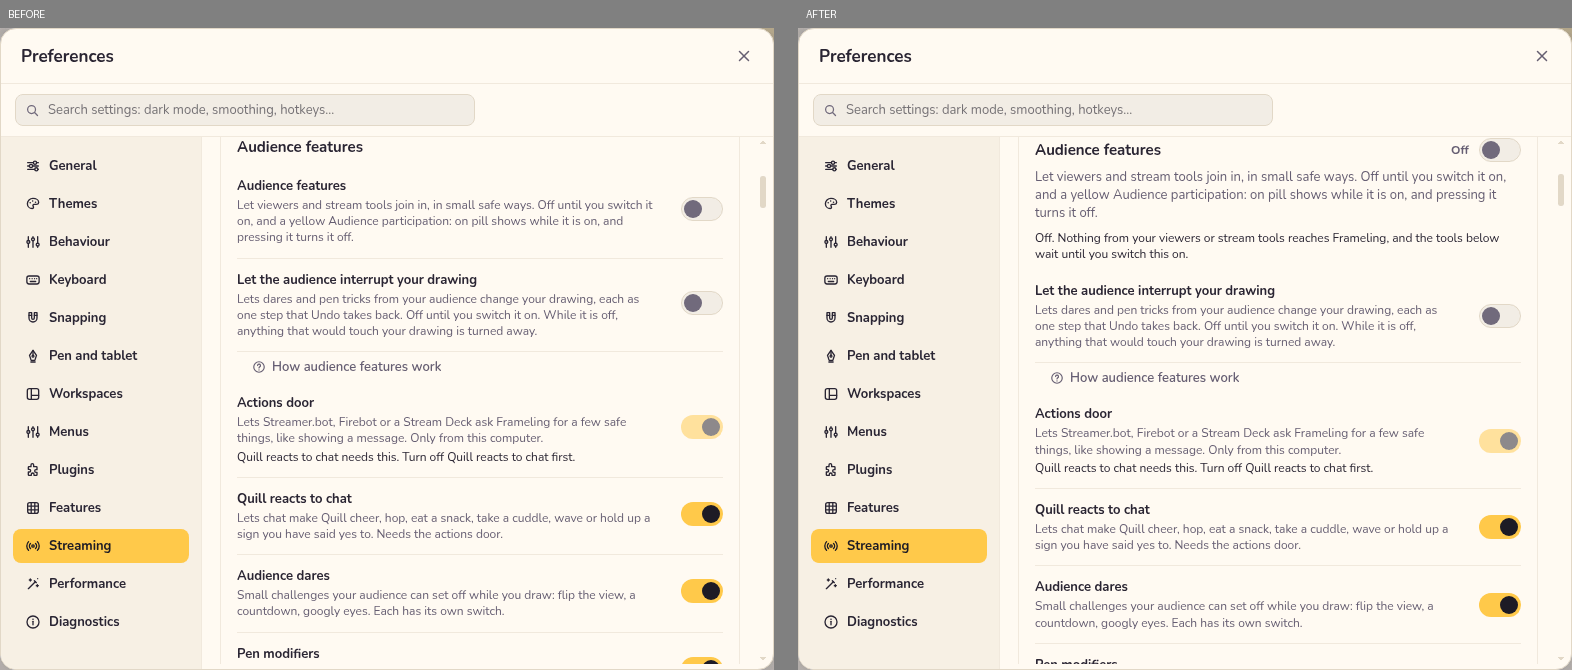 BEFORE
Preferences
Search settings: dark mode, smoothing, hotkeys...
General
Themes
Behaviour
Keyboard
Snapping
Pen and tablet
Workspaces
Menus
Plugins
Features
Streaming
Performance
Diagnostics
Audience features
Audience features
Let viewers and stream tools join in, in small safe ways. Off until you switch it
on, and a yellow Audience participation: on pill shows while it is on, and
pressing it turns it off.
Let the audience interrupt your drawing
Lets dares and pen tricks from your audience change your drawing, each as
one step that Undo takes back. Off until you switch it on. While it is off,
anything that would touch your drawing is turned away.
How audience features work
Actions door
Lets Streamer.bot, Firebot or a Stream Deck ask Frameling for a few safe
things, like showing a message. Only from this computer.
Quill reacts to chat needs this. Turn off Quill reacts to chat first.
Quill reacts to chat
Lets chat make Quill cheer, hop, eat a snack, take a cuddle, wave or hold up a
sign you have said yes to. Needs the actions door.
Audience dares
Small challenges your audience can set off while you draw: flip the view, a
countdown, googly eyes. Each has its own switch.
Pen modifiers
AFTER
Preferences
Search settings: dark mode, smoothing, hotkeys...
General
Themes
Behaviour
Keyboard
Snapping
Pen and tablet
Workspaces
Menus
Plugins
Features
Streaming
Performance
Diagnostics
Audience features
Off
Let viewers and stream tools join in, in small safe ways. Off until you switch it on,
and a yellow Audience participation: on pill shows while it is on, and pressing it
turns it off.
Off. Nothing from your viewers or stream tools reaches Frameling, and the tools below
wait until you switch this on.
Let the audience interrupt your drawing
Lets dares and pen tricks from your audience change your drawing, each as
one step that Undo takes back. Off until you switch it on. While it is off,
anything that would touch your drawing is turned away.
How audience features work
Actions door
Lets Streamer.bot, Firebot or a Stream Deck ask Frameling for a few safe
things, like showing a message. Only from this computer.
Quill reacts to chat needs this. Turn off Quill reacts to chat first.
Quill reacts to chat
Lets chat make Quill cheer, hop, eat a snack, take a cuddle, wave or hold up a
sign you have said yes to. Needs the actions door.
Audience dares
Small challenges your audience can set off while you draw: flip the view, a
countdown, googly eyes. Each has its own switch.
Pen modifiers